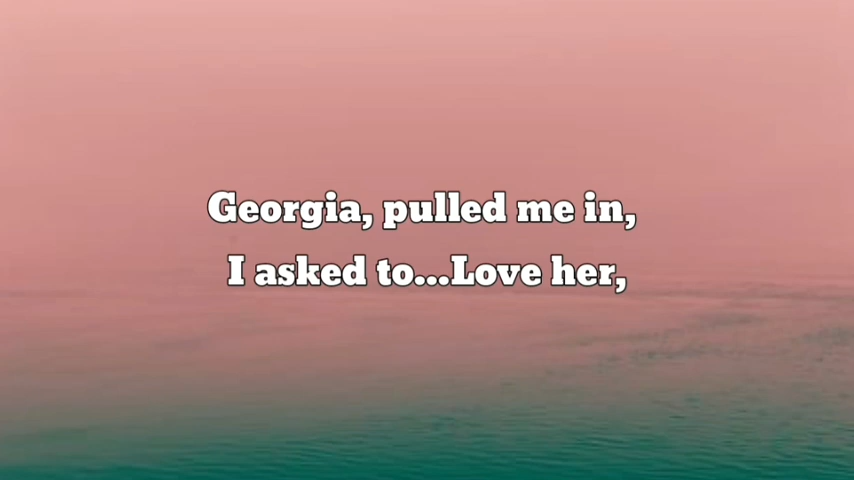 Georgia, pulled me in,
I asked to...Love her,